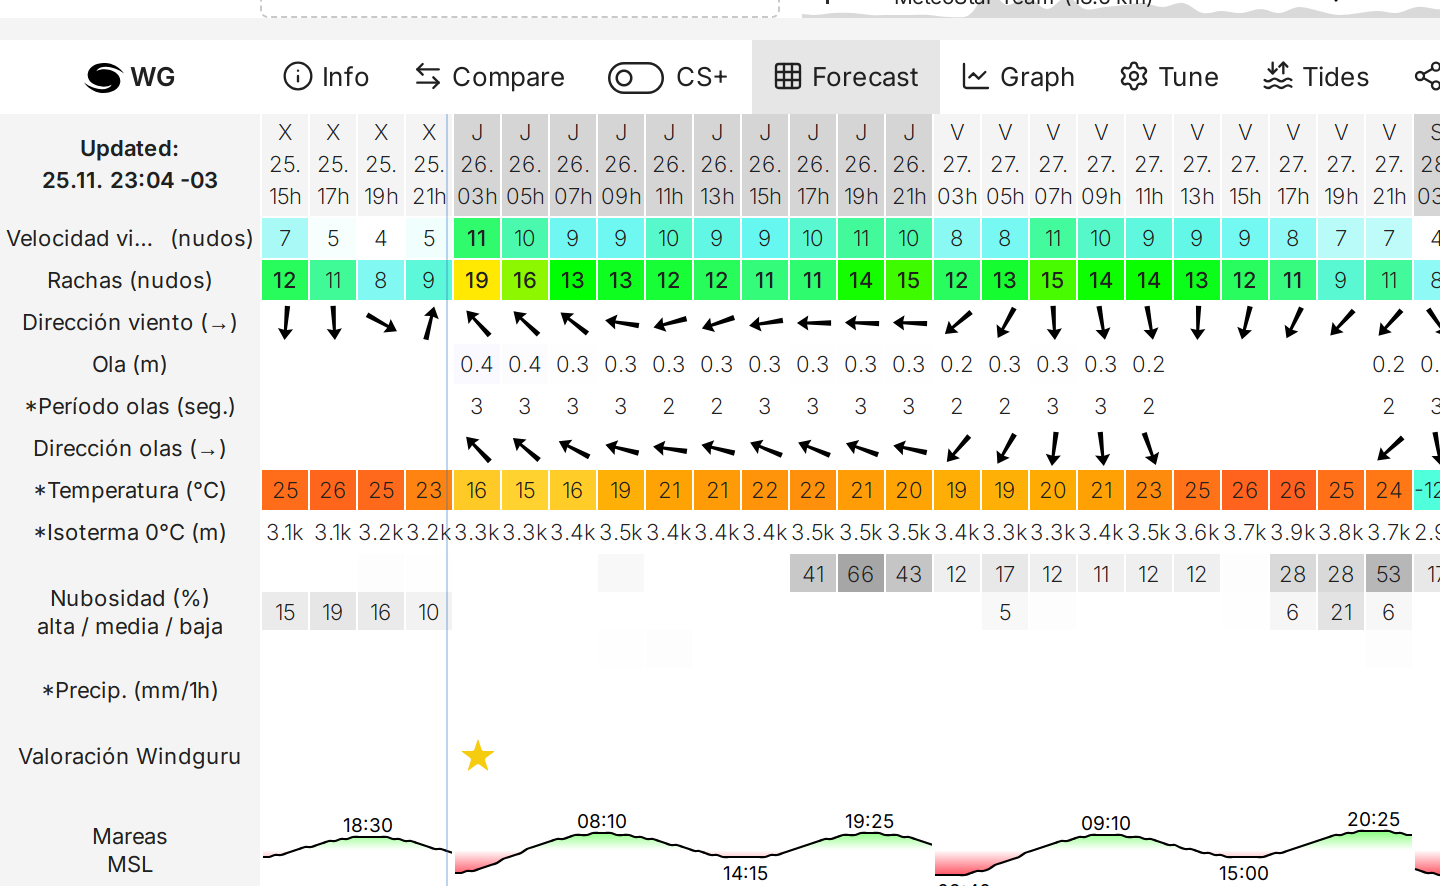 MeteoStar Team (18.6 km)
WG Info Compare CS+ Forecast Graph Tune Tides
Updated:
25.11. 23:04 -03
X X X X J J J J J J J J J J V V V V V V V V V V S
25. 25. 25. 25. 26. 26. 26. 26. 26. 26. 26. 26. 26. 26. 27. 27. 27. 27. 27. 27. 27. 27. 27. 27. 28
15h 17h 19h 21h 03h 05h 07h 09h 11h 13h 15h 17h 19h 21h 03h 05h 07h 09h 11h 13h 15h 17h 19h 21h 03
Velocidad vi... (nudos) 7 5 4 5 11 10 9 9 10 9 9 10 11 10 8 8 11 10 9 9 9 8 7 7 4
Rachas (nudos) 12 11 8 9 19 16 13 13 12 12 11 11 14 15 12 13 15 14 14 13 12 11 9 11 8
Dirección viento (→)
Ola (m) 0.4 0.4 0.3 0.3 0.3 0.3 0.3 0.3 0.3 0.3 0.2 0.3 0.3 0.3 0.2 0.2 0.
*Período olas (seg.) 3 3 3 3 2 2 3 3 3 3 2 2 3 3 2 2 3
Dirección olas (→)
*Temperatura (°C) 25 26 25 23 16 15 16 19 21 21 22 22 21 20 19 19 20 21 23 25 26 26 25 24 -12
*Isoterma 0°C (m) 3.1k 3.1k 3.2k 3.2k 3.3k 3.3k 3.4k 3.5k 3.4k 3.4k 3.4k 3.5k 3.5k 3.5k 3.4k 3.3k 3.3k 3.4k 3.5k 3.6k 3.7k 3.9k 3.8k 3.7k 2.9
41 66 43 12 17 12 11 12 12 28 28 53 17
Nubosidad (%)
alta / media / baja
15 19 16 10 5 6 21 6
*Precip. (mm/1h)
Valoración Windguru
Mareas
MSL
18:30 08:10 19:25 09:10 20:25
14:15 15:00